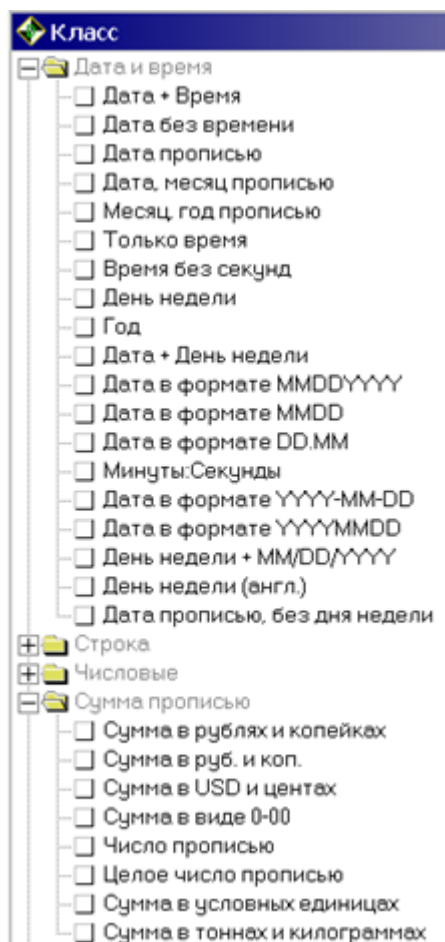 Класс
Дата и время
Дата + Время
Дата без времени
Дата прописью
Дата, месяц прописью
Месяц, год прописью
Только время
Время без секунд
День недели
Год
Дата + День недели
Дата в формате MMDDYYYY
Дата в формате MMDD
Дата в формате DD.MM
Минуты:Секунды
Дата в формате YYYY-MM-DD
Дата в формате YYYYMMDD
День недели + MM/DD/YYYY
День недели (англ.)
Дата прописью, без дня недели
Строка
Числовые
Сумма прописью
Сумма в рублях и копейках
Сумма в руб. и коп.
Сумма в USD и центах
Сумма в виде 0-00
Число прописью
Целое число прописью
Сумма в условных единицах
Сумма в тоннах и килограммах